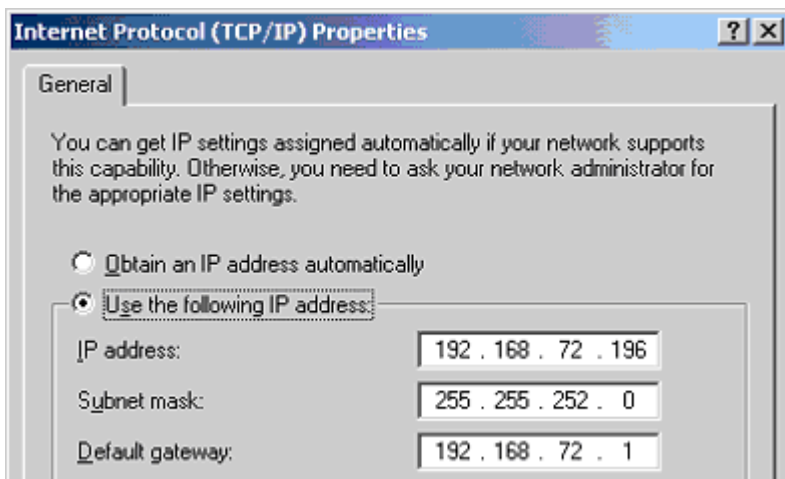 Internet Protocol (TCP/IP) Properties
General
You can get IP settings assigned automatically if your network supports
this capability. Otherwise, you need to ask your network administrator for
the appropriate IP settings.
Obtain an IP address automatically
Use the following IP address:
IP address: 192 . 168 . 72 . 196
Subnet mask: 255 . 255 . 252 . 0
Default gateway: 192 . 168 . 72 . 1